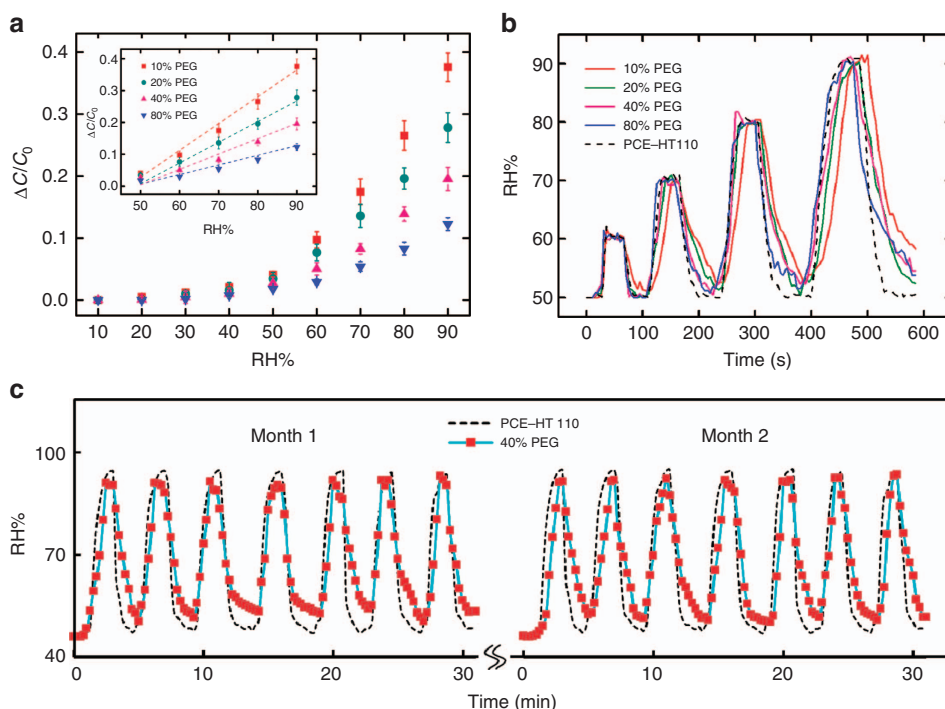 a
0.4
0.3
0.2
0.1
0.0
ΔC/C0
10 20 30 40 50 60 70 80 90
RH%
0.4
0.3
0.2
0.1
0.0
ΔC/C0
10% PEG
20% PEG
40% PEG
80% PEG
50 60 70 80 90
RH%
b
90
80
70
60
50
RH%
10% PEG
20% PEG
40% PEG
80% PEG
PCE–HT110
0 100 200 300 400 500 600
Time (s)
c
Month 1
PCE–HT 110
40% PEG
Month 2
100
70
40
RH%
0 10 20 30 0 10 20 30
Time (min)